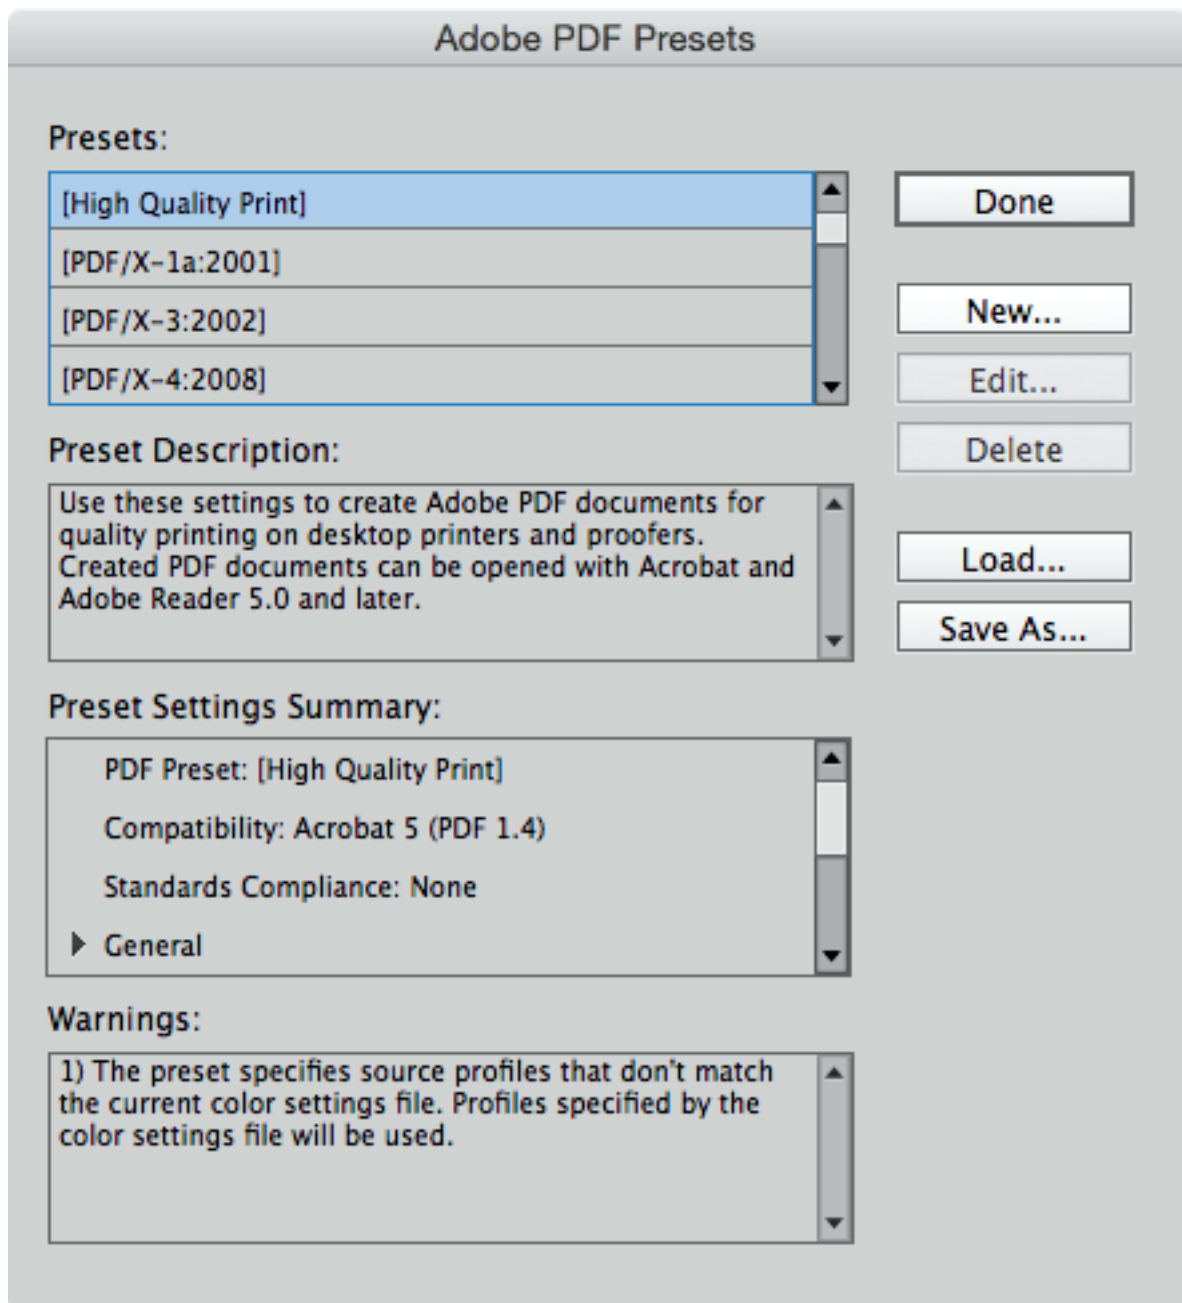 Adobe PDF Presets
Presets:
[High Quality Print]
[PDF/X-1a:2001]
[PDF/X-3:2002]
[PDF/X-4:2008]
Done
New...
Edit...
Delete
Load...
Save As...
Preset Description:
Use these settings to create Adobe PDF documents for
quality printing on desktop printers and proofers.
Created PDF documents can be opened with Acrobat and
Adobe Reader 5.0 and later.
Preset Settings Summary:
PDF Preset: [High Quality Print]
Compatibility: Acrobat 5 (PDF 1.4)
Standards Compliance: None
General
Warnings:
1) The preset specifies source profiles that don't match
the current color settings file. Profiles specified by the
color settings file will be used.